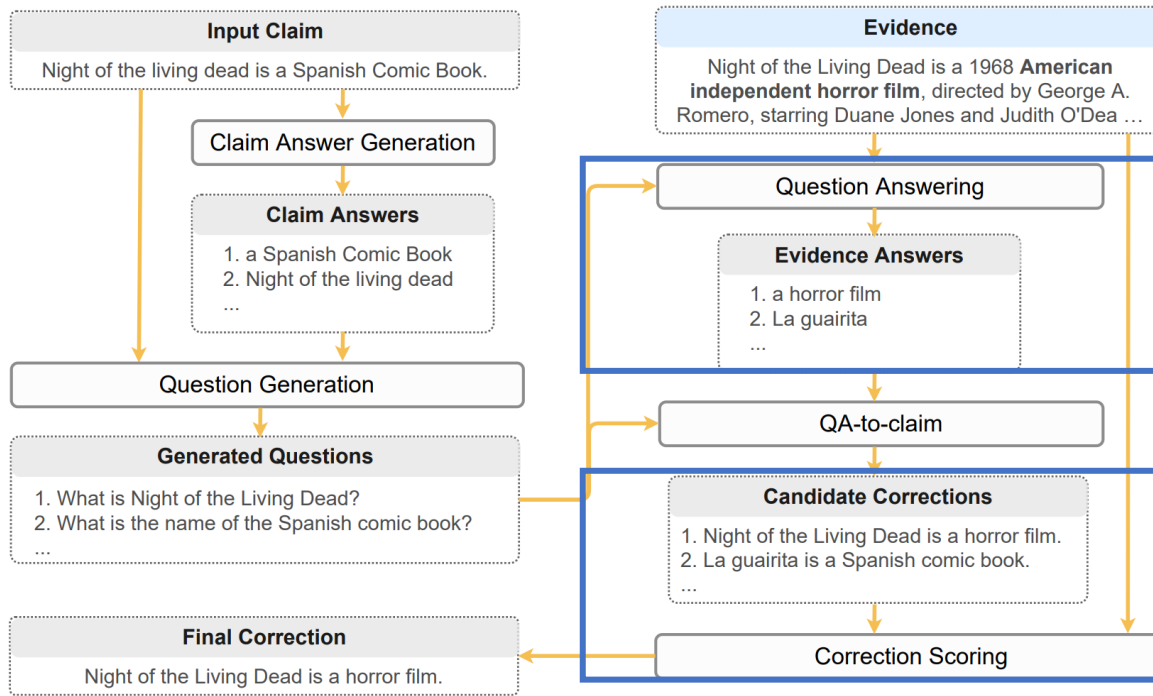 Input Claim
Night of the living dead is a Spanish Comic Book.
Claim Answer Generation
Claim Answers
1. a Spanish Comic Book
2. Night of the living dead
...
Question Generation
Generated Questions
1. What is Night of the Living Dead?
2. What is the name of the Spanish comic book?
...
Final Correction
Night of the Living Dead is a horror film.
Evidence
Night of the Living Dead is a 1968 American
independent horror film, directed by George A.
Romero, starring Duane Jones and Judith O'Dea ...
Question Answering
Evidence Answers
1. a horror film
2. La guairita
...
QA-to-claim
Candidate Corrections
1. Night of the Living Dead is a horror film.
2. La guairita is a Spanish comic book.
...
Correction Scoring